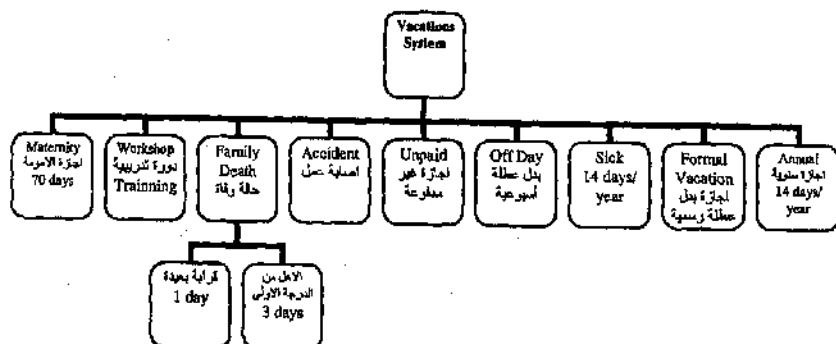 Vacations
System
Maternity
اجازة الامومة
70 days
Workshop
دورة تدريبية
Trainning
Family
Death
حالة وفاة
Accident
اصابة عمل
Unpaid
اجازة غير
مدفوعة
Off Day
بدل عطلة
أسبوعية
Sick
14 days/
year
Formal
Vacation
اجازة بدل
عطلة رسمية
Annual
اجازة سنوية
14 days/
year
قرابة بعيدة
1 day
الاهل من
الدرجة الاولى
3 days